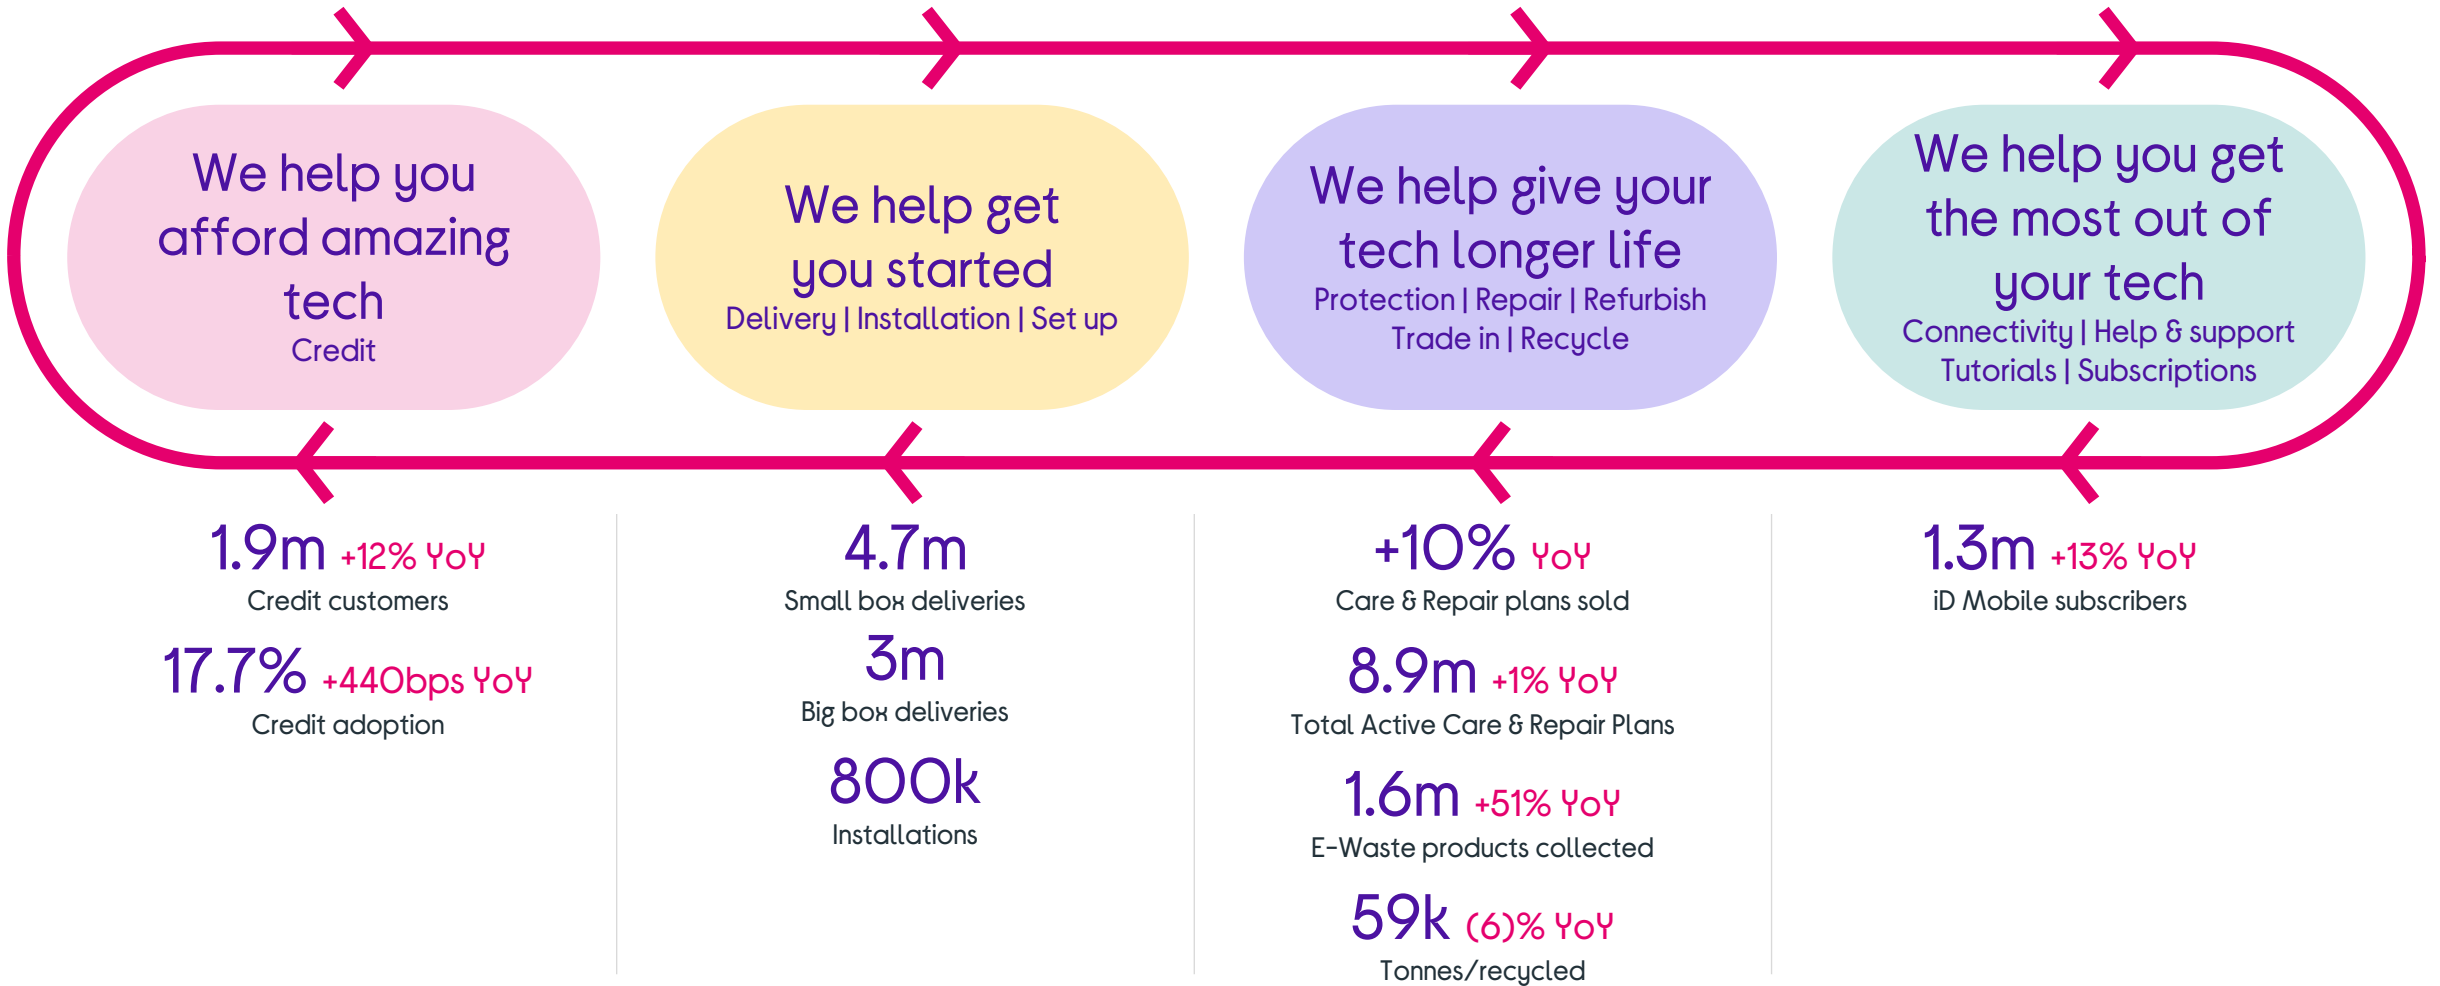 We help you
afford amazing
tech
Credit
We help get
you started
Delivery | Installation | Set up
We help give your
tech longer life
Protection | Repair | Refurbish
Trade in | Recycle
We help you get
the most out of
your tech
Connectivity | Help & support
Tutorials | Subscriptions
1.9m +12% YoY
Credit customers
17.7% +440bps YoY
Credit adoption
4.7m
Small box deliveries
3m
Big box deliveries
800k
Installations
+10% YoY
Care & Repair plans sold
8.9m +1% YoY
Total Active Care & Repair Plans
1.6m +51% YoY
E-Waste products collected
59k (6)% YoY
Tonnes/recycled
1.3m +13% YoY
iD Mobile subscribers